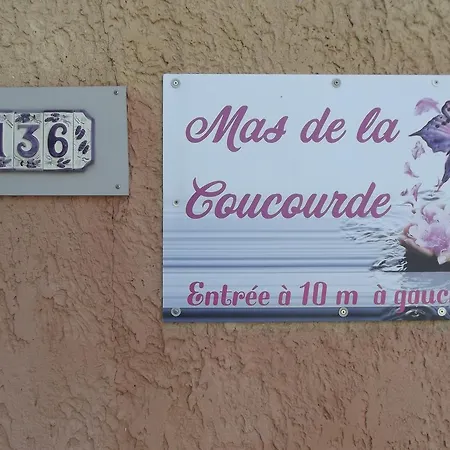 136
Mas de la
Coucourde
Entrée à 10 m à gauc